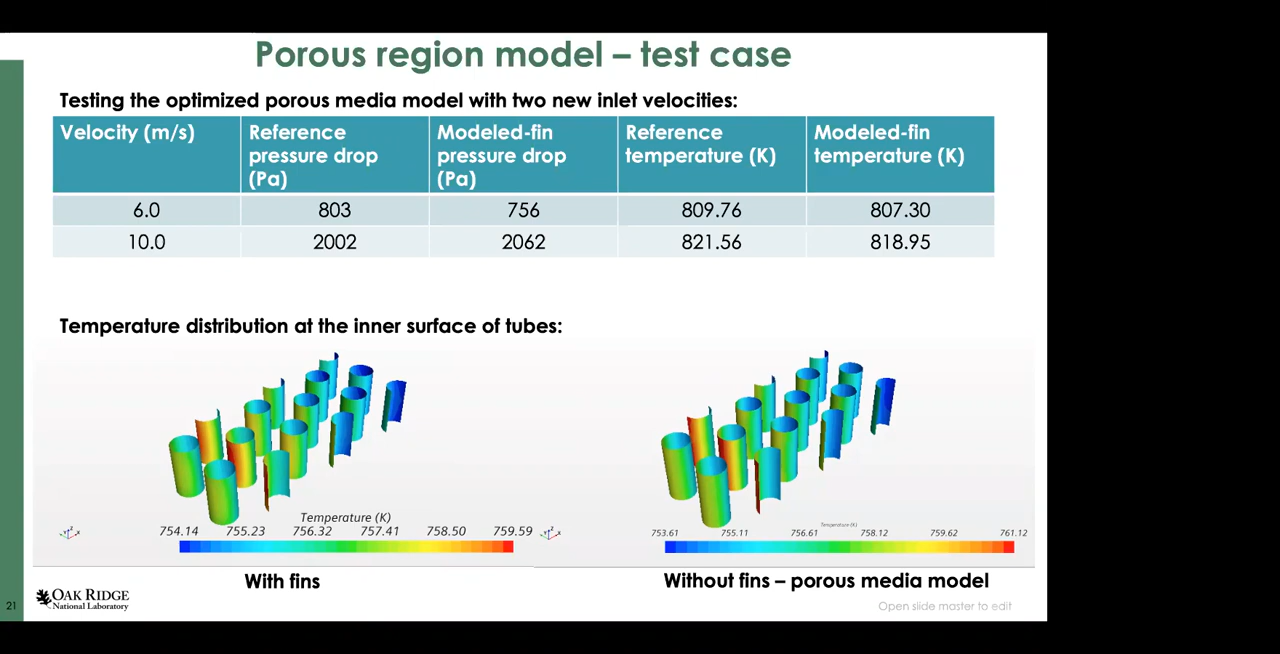 Porous region model – test case
Testing the optimized porous media model with two new inlet velocities:
Velocity (m/s) Reference pressure drop (Pa) Modeled-fin pressure drop (Pa) Reference temperature (K) Modeled-fin temperature (K)
6.0 803 756 809.76 807.30
10.0 2002 2062 821.56 818.95
Temperature distribution at the inner surface of tubes:
Temperature (K)
754.14 755.23 756.32 757.41 758.50 759.59
Temperature (K)
753.61 755.11 756.61 758.12 759.62 761.12
With fins
Without fins – porous media model
21
OAK RIDGE
National Laboratory
Open slide master to edit